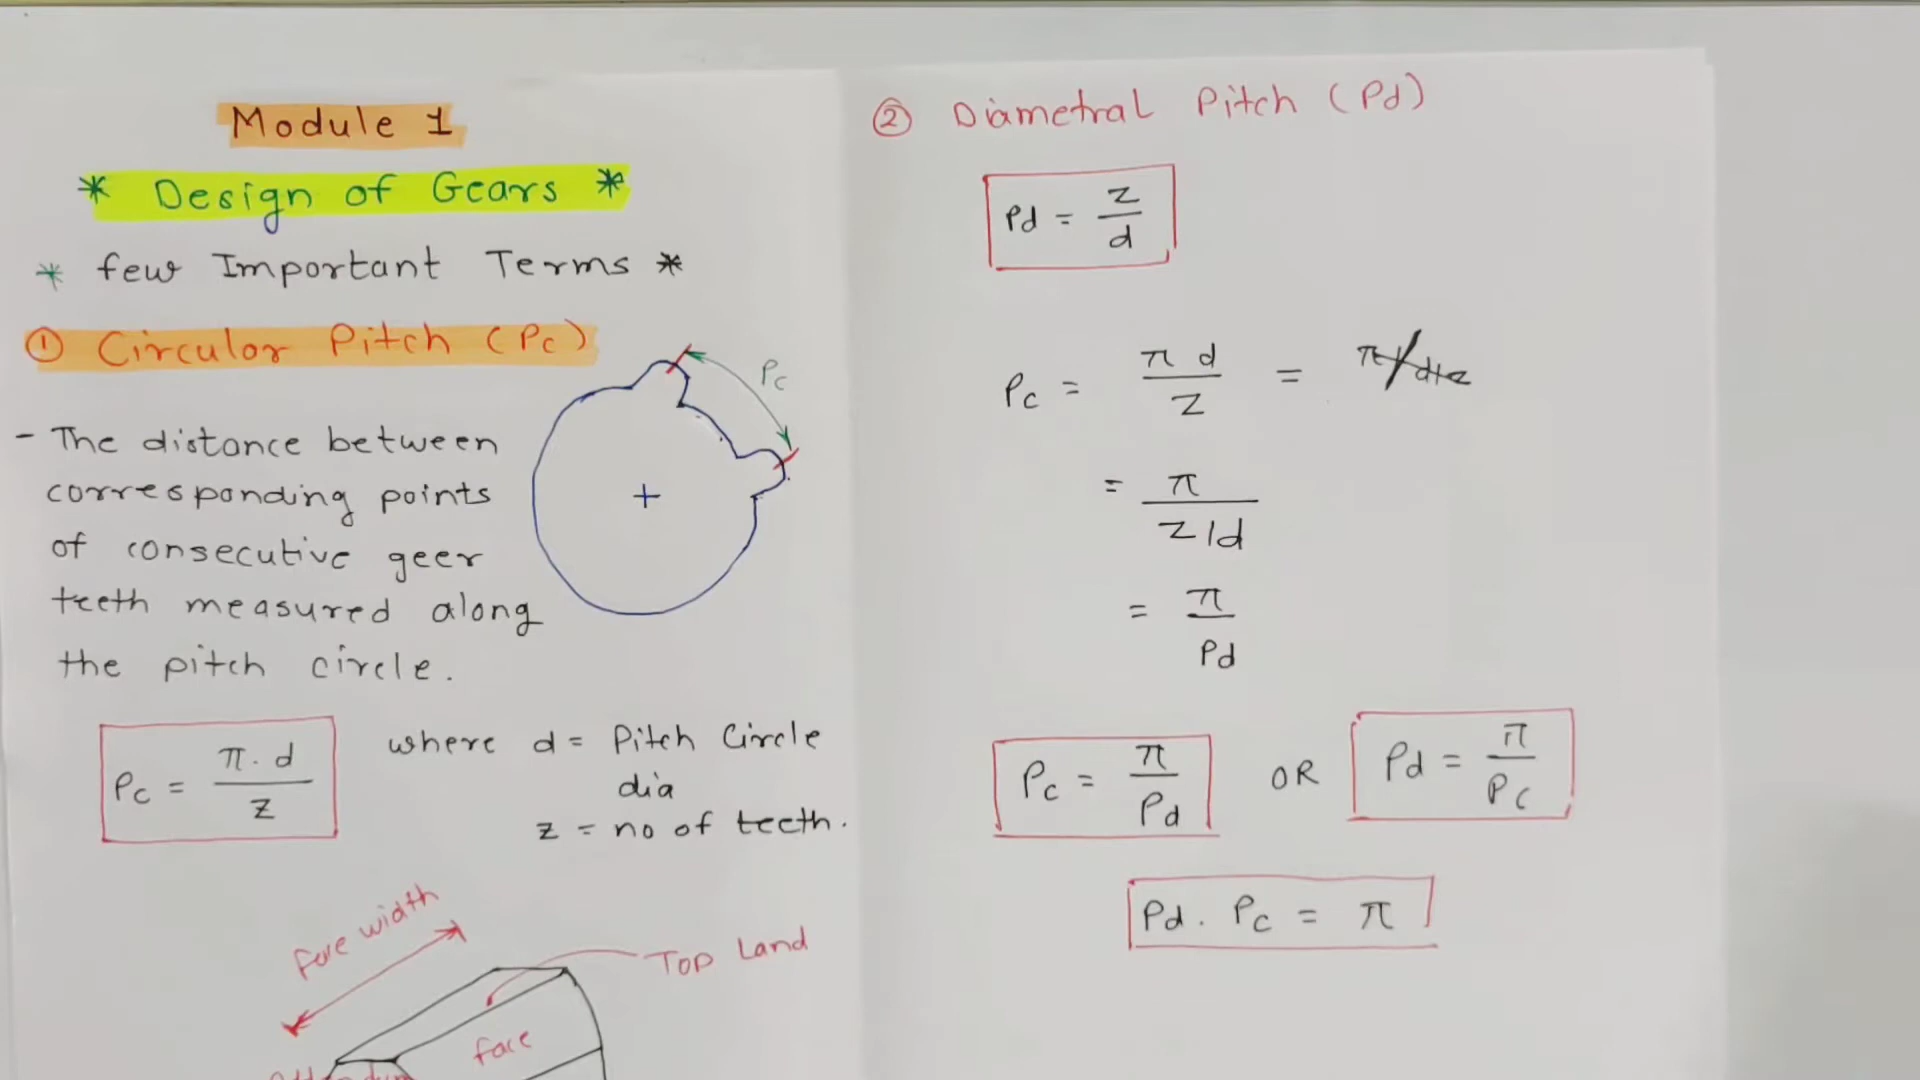 Module 1
* Design of Gears *
* few Important Terms *
① Circular Pitch (Pc)
Pc
- The distance between
corresponding points
of consecutive geer
teeth measured along
the pitch circle.
Pc = π . d / z
where d = Pitch Circle
dia
z = no of teeth.
face width
Top Land
face
② Diametral Pitch (Pd)
Pd = z / d
Pc = π d / z =
= π / z/d
= π / Pd
Pc = π / Pd OR Pd = π / Pc
Pd . Pc = π